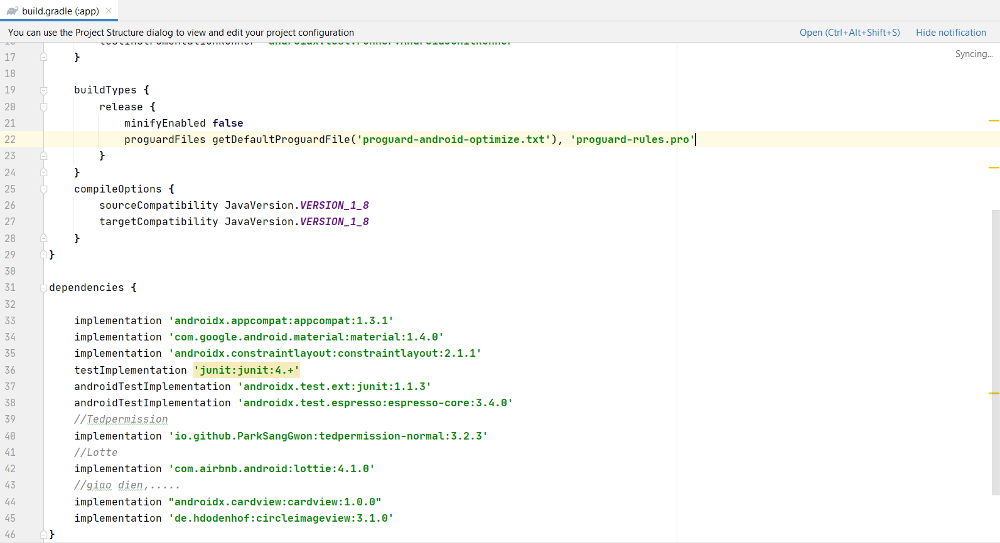 build.gradle (:app)
You can use the Project Structure dialog to view and edit your project configuration
Open (Ctrl+Alt+Shift+S) Hide notification
Syncing...
16 testInstrumentationRunner "androidx.test.runner.AndroidJUnitRunner"
17 }
18
19 buildTypes {
20 release {
21 minifyEnabled false
22 proguardFiles getDefaultProguardFile('proguard-android-optimize.txt'), 'proguard-rules.pro'
23 }
24 }
25 compileOptions {
26 sourceCompatibility JavaVersion.VERSION_1_8
27 targetCompatibility JavaVersion.VERSION_1_8
28 }
29 }
30
31 dependencies {
32
33 implementation 'androidx.appcompat:appcompat:1.3.1'
34 implementation 'com.google.android.material:material:1.4.0'
35 implementation 'androidx.constraintlayout:constraintlayout:2.1.1'
36 testImplementation 'junit:junit:4.+'
37 androidTestImplementation 'androidx.test.ext:junit:1.1.3'
38 androidTestImplementation 'androidx.test.espresso:espresso-core:3.4.0'
39 //Tedpermission
40 implementation 'io.github.ParkSangGwon:tedpermission-normal:3.2.3'
41 //Lotte
42 implementation 'com.airbnb.android:lottie:4.1.0'
43 //giao dien,.....
44 implementation "androidx.cardview:cardview:1.0.0"
45 implementation 'de.hdodenhof:circleimageview:3.1.0'
46 }